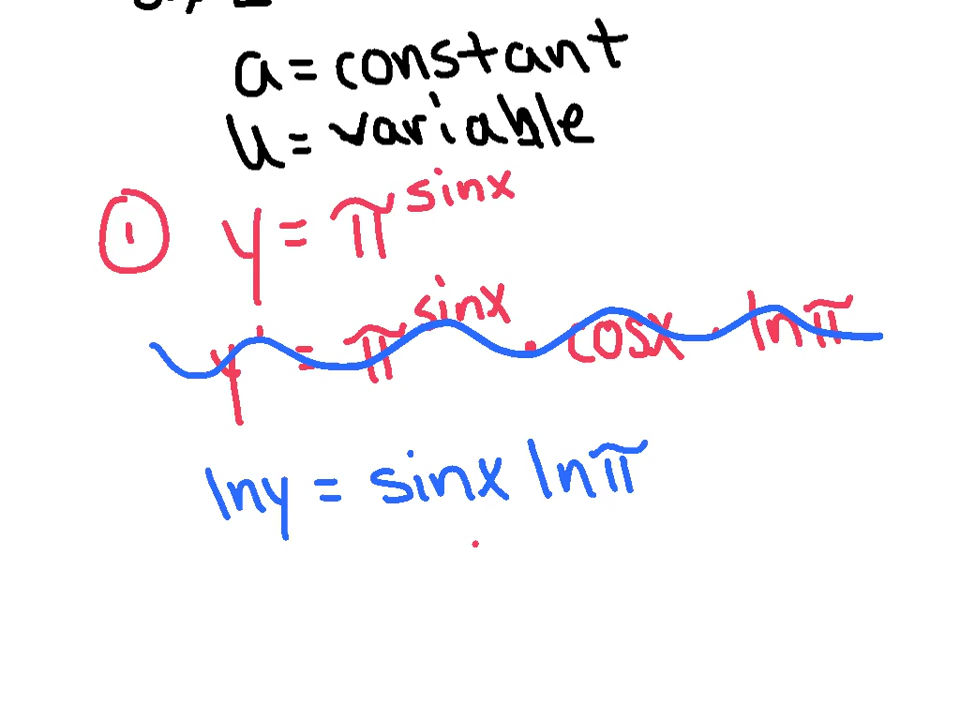 a = constant
u = variable
① y = π^sinx
y' = π^sinx · cosx · lnπ
lny = sinx lnπ